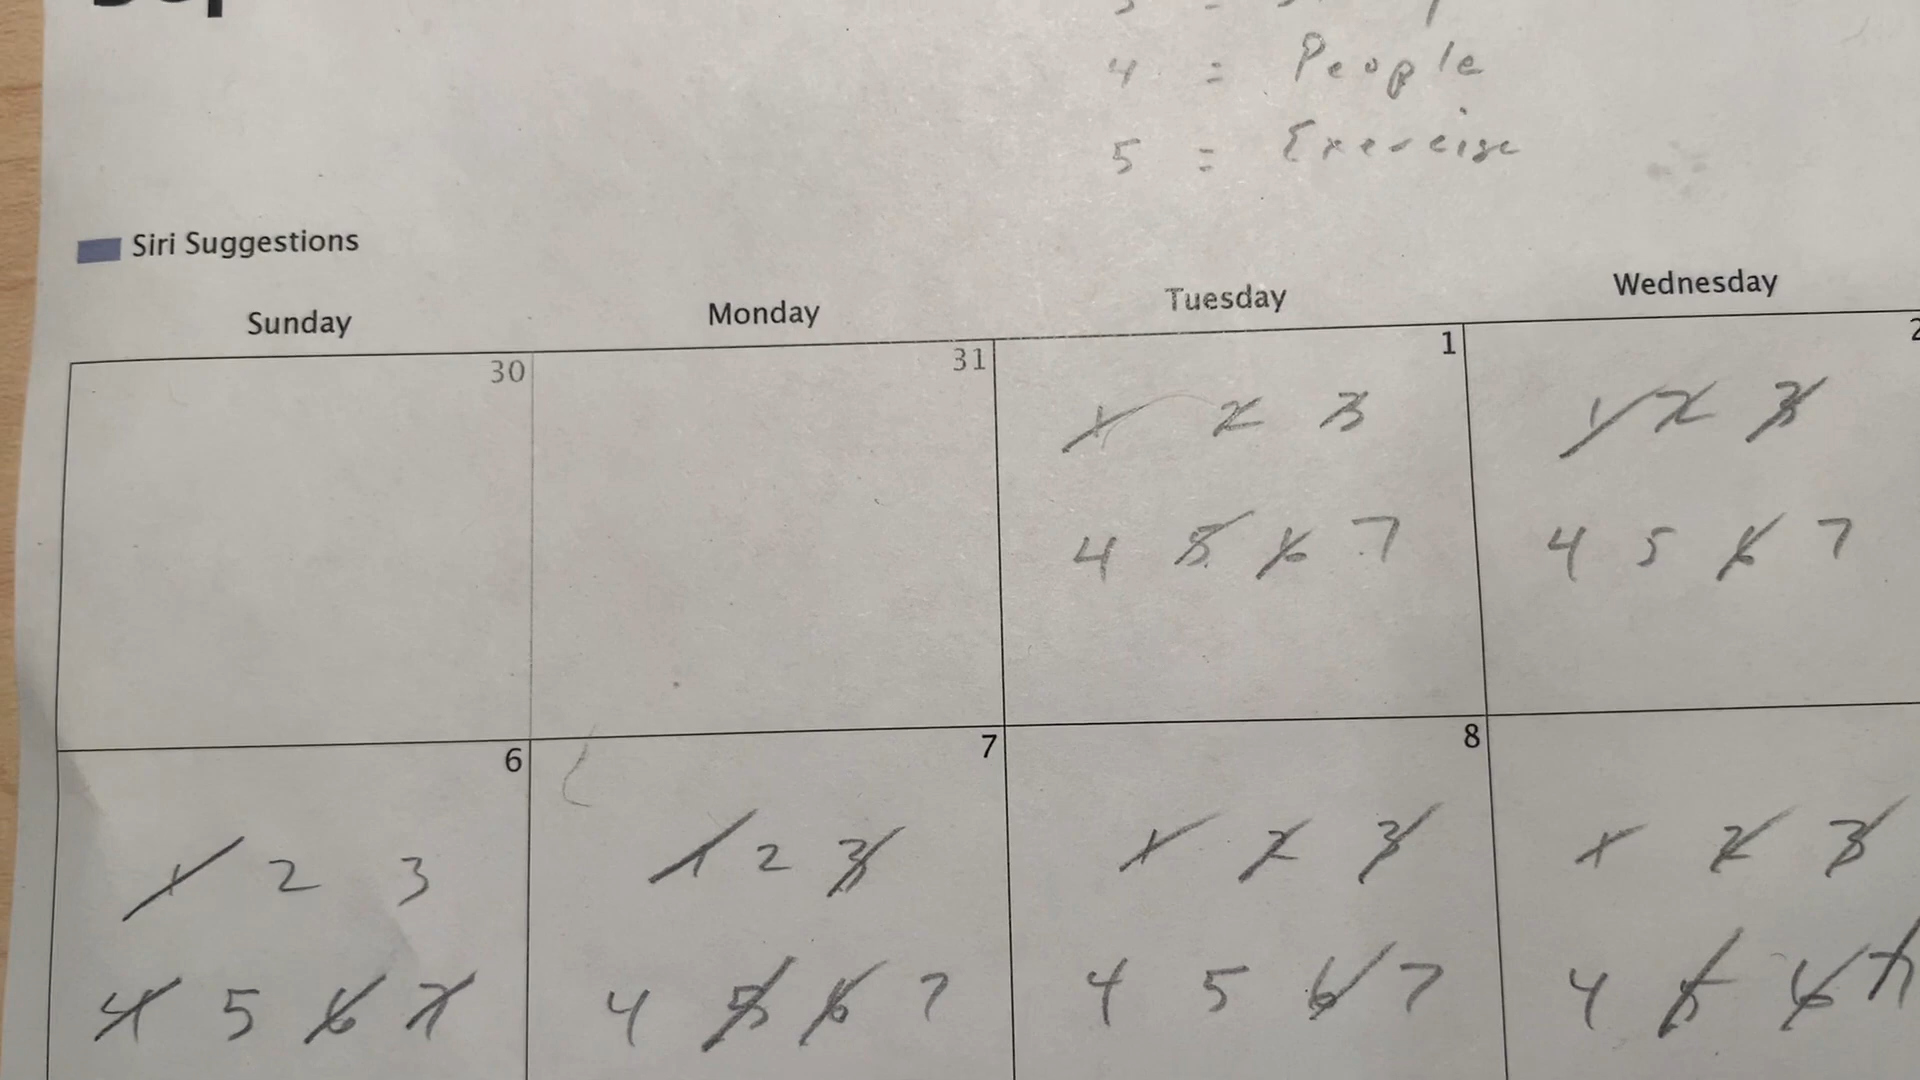 4 = People
5 = Exercise
Siri Suggestions
Sunday Monday Tuesday Wednesday
30 31 1 2
1 2 3 1 2 3
4 5 6 7 4 5 6 7
6 7 8
1 2 3 1 2 3 1 2 3 1 2 3
4 5 6 7 4 5 6 7 4 5 6 7 4 5 6 7